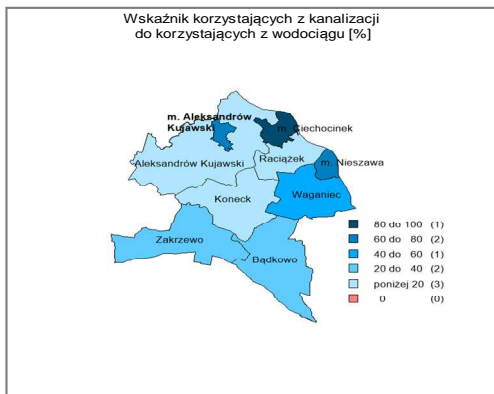 Wskaźnik korzystających z kanalizacji
do korzystających z wodociągu [%]
m. Aleksandrów
Kujawski
m. Ciechocinek
Aleksandrów Kujawski
Raciążek
m. Nieszawa
Koneck
Waganiec
Zakrzewo
Bądkowo
80 do 100 (1)
60 do 80 (2)
40 do 60 (1)
20 do 40 (2)
poniżej 20 (3)
0 (0)